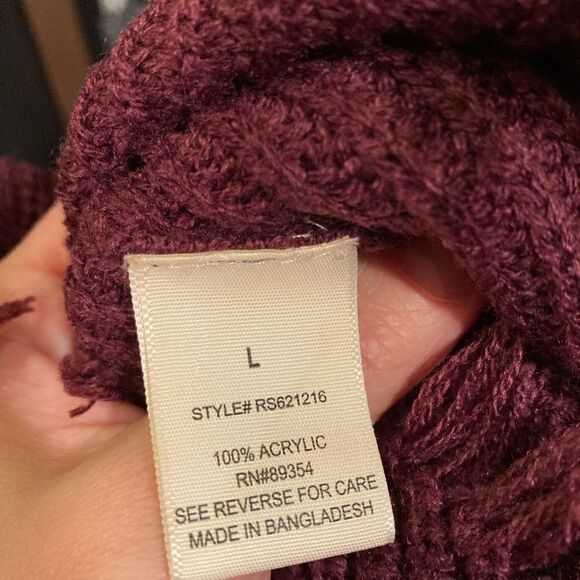 L
STYLE# RS621216
100% ACRYLIC
RN#89354
SEE REVERSE FOR CARE
MADE IN BANGLADESH